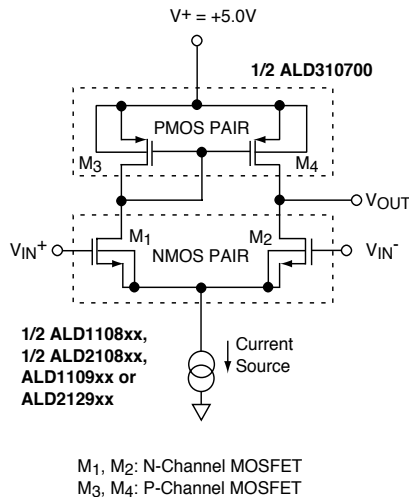 V+ = +5.0V
1/2 ALD310700
PMOS PAIR
M3
M4
VOUT
VIN+
M1
M2
VIN-
NMOS PAIR
1/2 ALD1108xx,
1/2 ALD2108xx,
ALD1109xx or
ALD2129xx
Current
Source
M1, M2: N-Channel MOSFET
M3, M4: P-Channel MOSFET